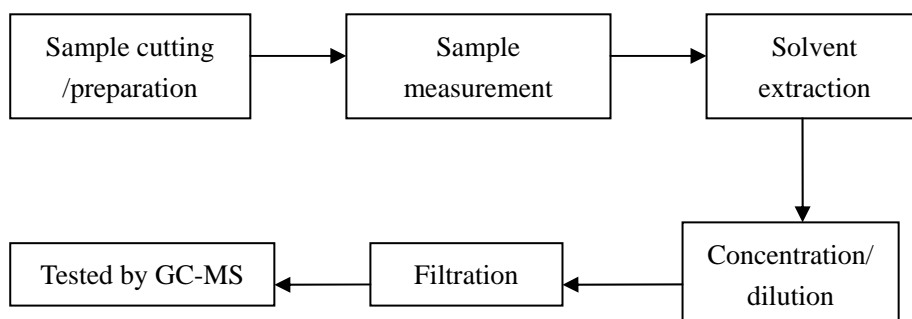 Sample cutting
/preparation
Sample
measurement
Solvent
extraction
Concentration/
dilution
Filtration
Tested by GC-MS